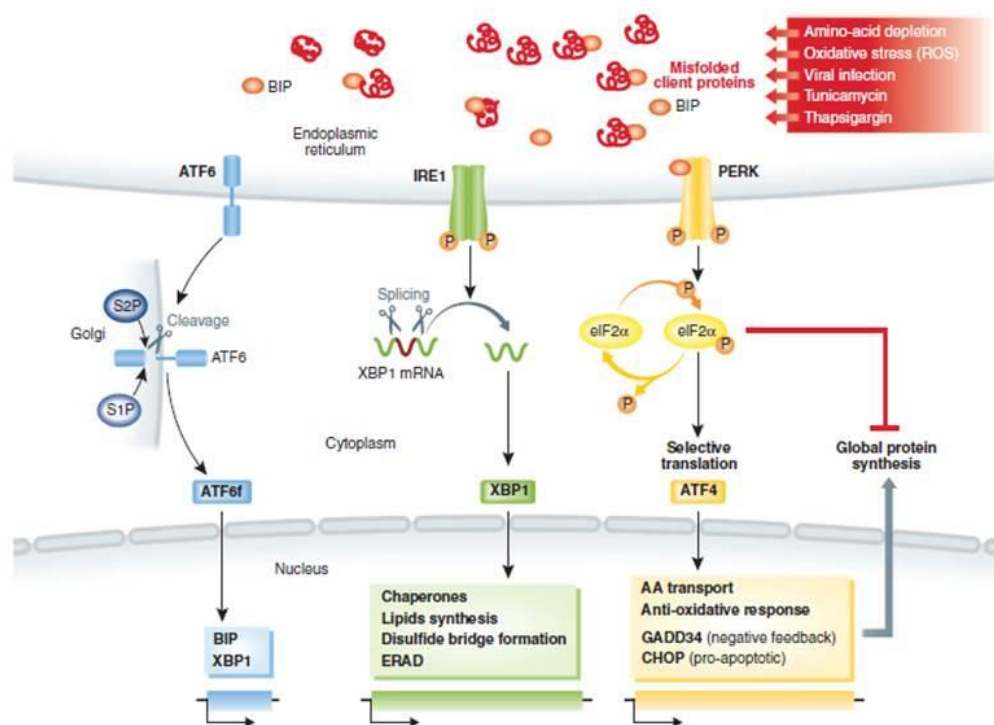 Amino-acid depletion
Oxidative stress (ROS)
Viral infection
Tunicamycin
Thapsigargin
Misfolded
client proteins
BIP
BIP
Endoplasmic
reticulum
ATF6
IRE1
PERK
P
P
P
P
S2P
Golgi
Cleavage
ATF6
S1P
Splicing
XBP1 mRNA
P
eIF2α
eIF2α
P
P
Cytoplasm
Selective
translation
Global protein
synthesis
ATF6f
XBP1
ATF4
Nucleus
BIP
XBP1
Chaperones
Lipids synthesis
Disulfide bridge formation
ERAD
AA transport
Anti-oxidative response
GADD34 (negative feedback)
CHOP (pro-apoptotic)